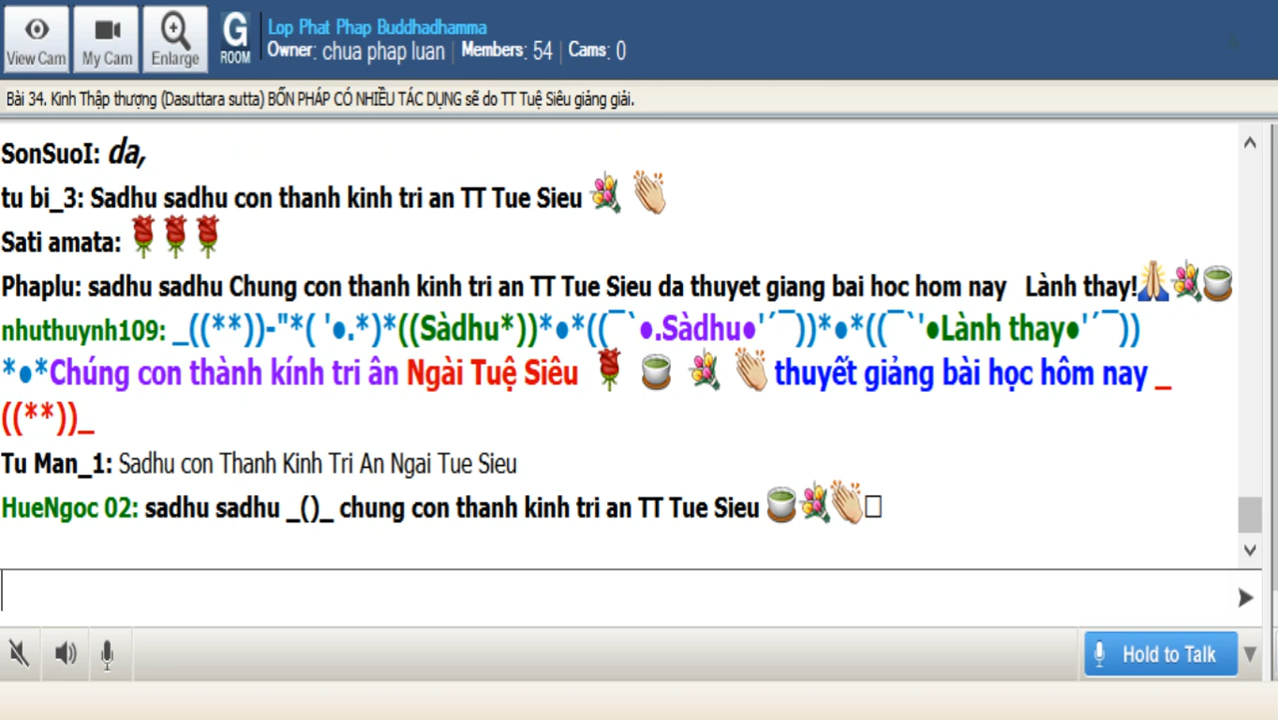 View Cam
My Cam
Enlarge
G
ROOM
Lop Phat Phap Buddhadhamma
Owner: chua phap luan | Members: 54 | Cams: 0
Bài 34. Kinh Thập thượng (Dasuttara sutta) BỐN PHÁP CÓ NHIỀU TÁC DỤNG sẽ do TT Tuệ Siêu giảng giải.
SonSuoI: da,
tu bi_3: Sadhu sadhu con thanh kinh tri an TT Tue Sieu 💐 👏
Sati amata: 🌹🌹🌹
Phaplu: sadhu sadhu Chung con thanh kinh tri an TT Tue Sieu da thuyet giang bai hoc hom nay Lành thay!🙏💐🍵
nhuthuynh109: _((**))-"*( '●.*)*((Sàdhu*))*●*((¯`●.Sàdhu●'´¯))*●*((¯`'●Lành thay●'´¯))
*●*Chúng con thành kính tri ân Ngài Tuệ Siêu 🌹 🍵 💐 👏 thuyết giảng bài học hôm nay _
((**))_
Tu Man_1: Sadhu con Thanh Kinh Tri An Ngai Tue Sieu
HueNgoc 02: sadhu sadhu _()_ chung con thanh kinh tri an TT Tue Sieu 🍵💐👏□
Hold to Talk